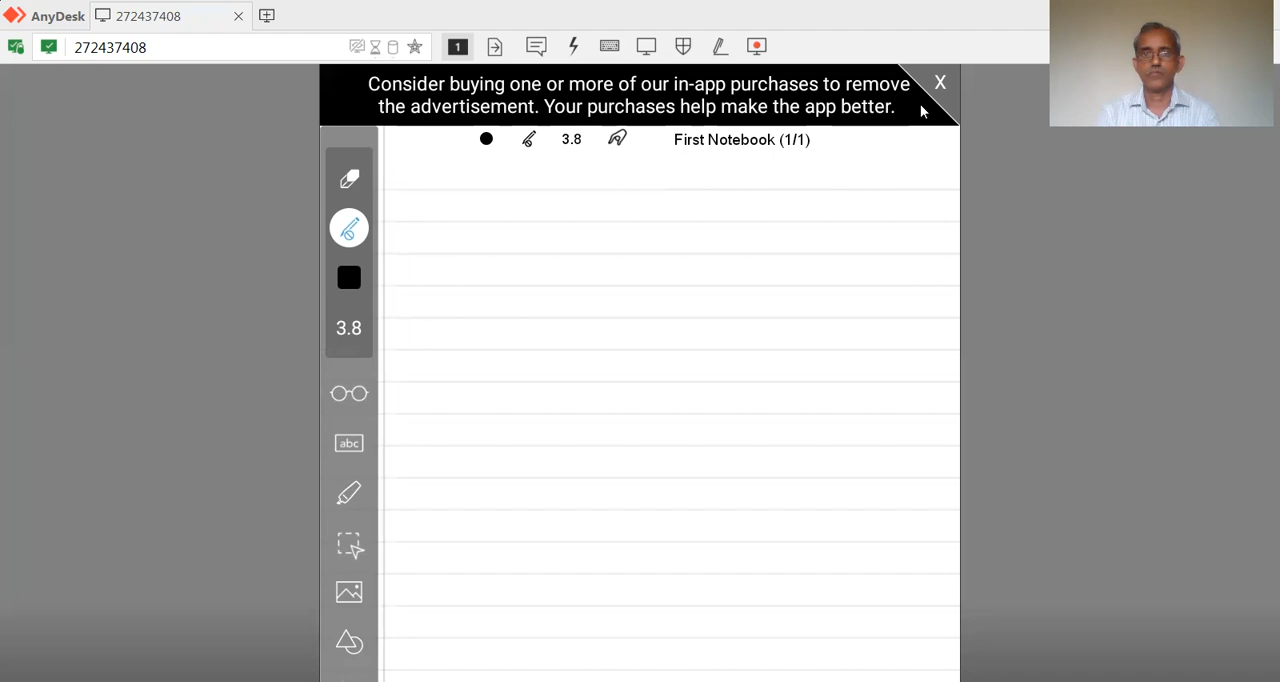 AnyDesk
272437408
272437408
1
Consider buying one or more of our in-app purchases to remove
the advertisement. Your purchases help make the app better.
X
3.8
First Notebook (1/1)
3.8
abc